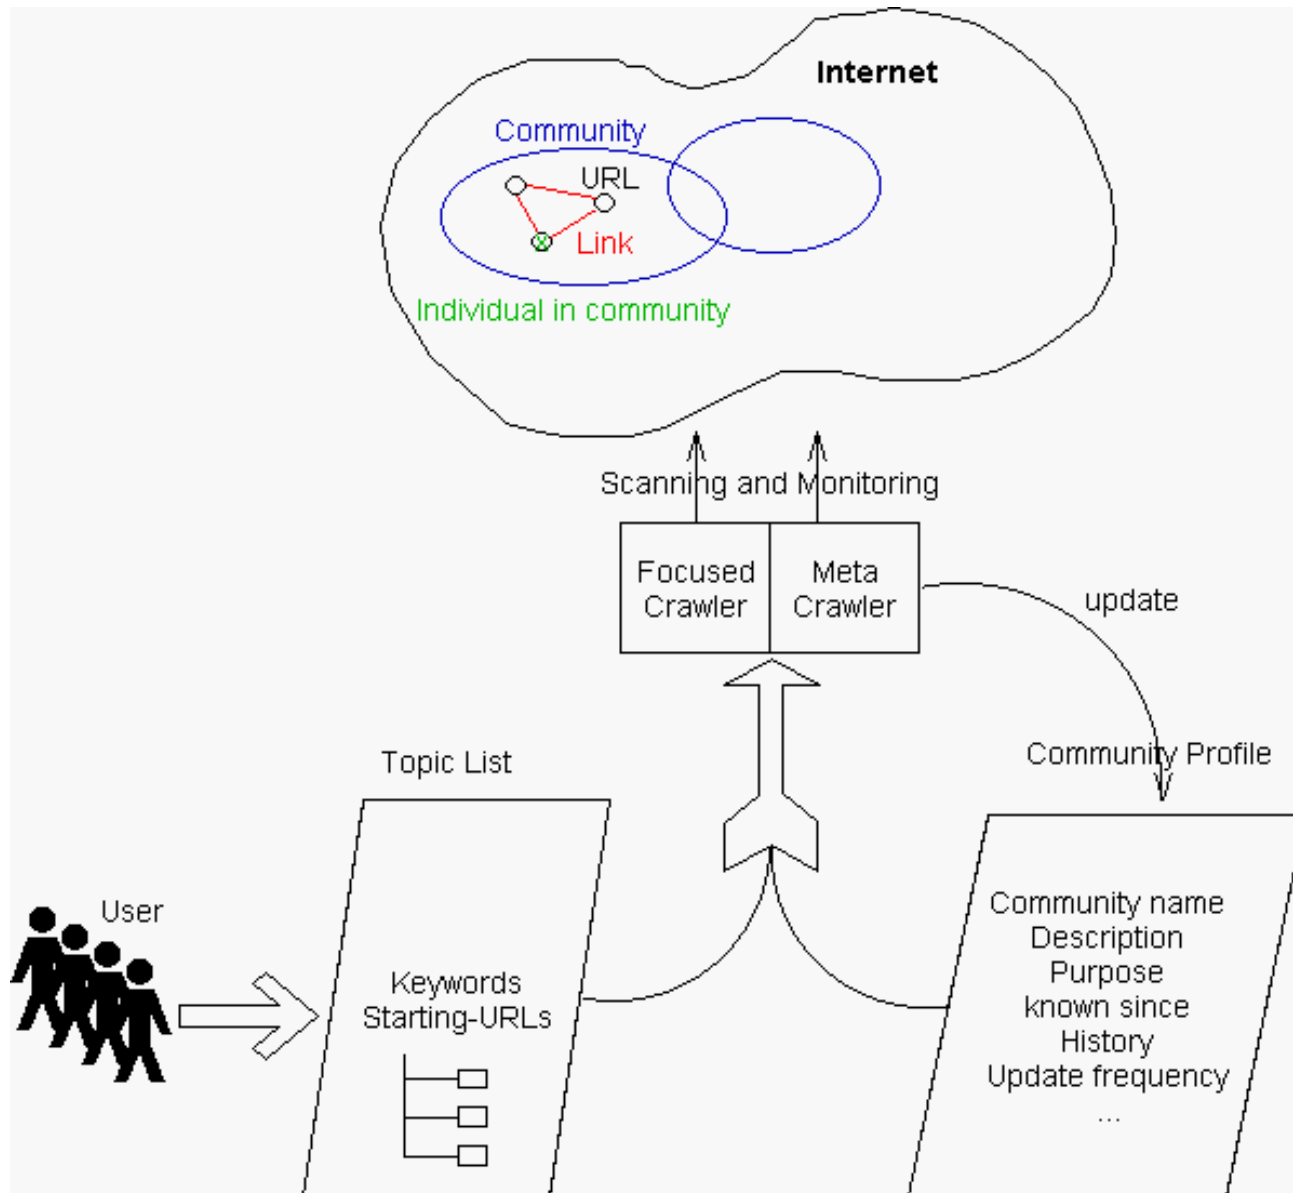 Internet
Community
URL
Link
Individual in community
Scanning and Monitoring
Focused
Crawler
Meta
Crawler
update
Topic List
Community Profile
User
Keywords
Starting-URLs
Community name
Description
Purpose
known since
History
Update frequency
...